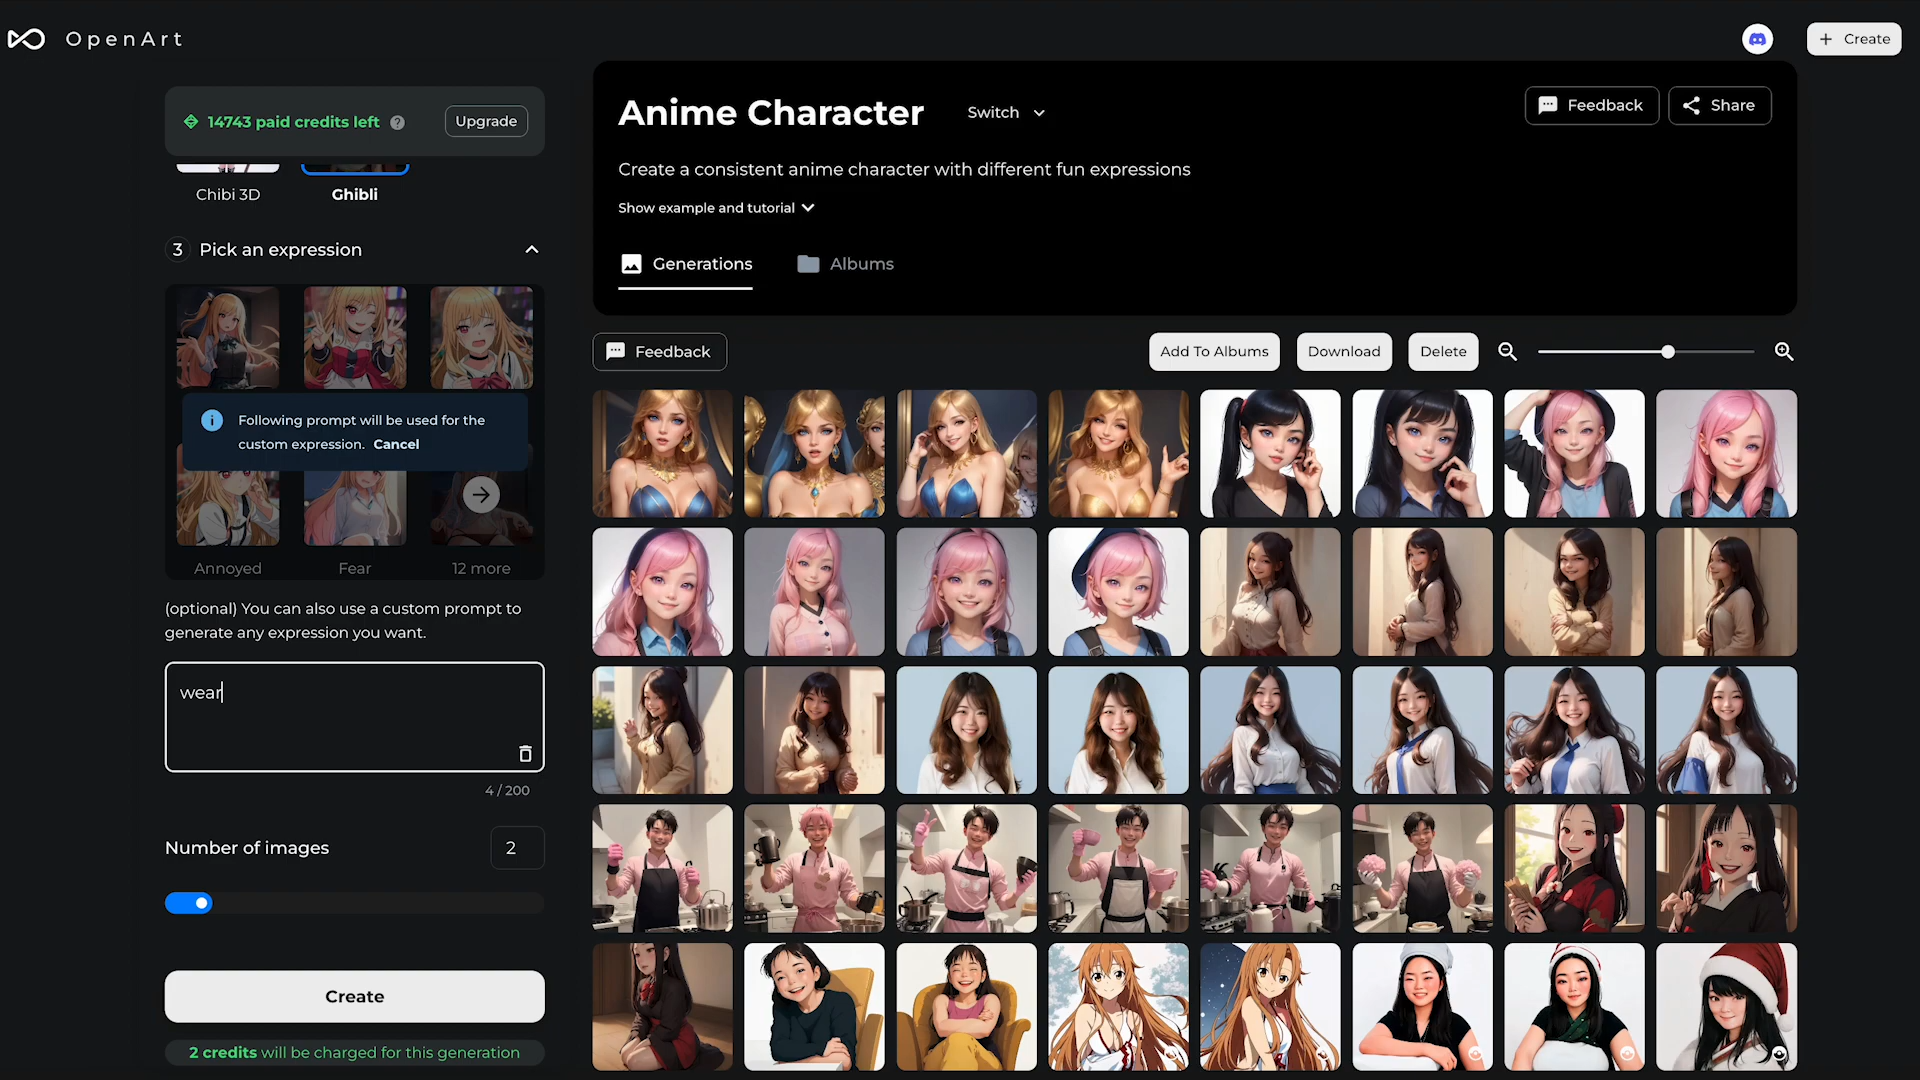 OpenArt
Create
14743 paid credits left
Upgrade
Chibi 3D
Ghibli
3 Pick an expression
Following prompt will be used for the
custom expression. Cancel
Annoyed
Fear
12 more
(optional) You can also use a custom prompt to
generate any expression you want.
wear
4 / 200
Number of images
2
Create
2 credits will be charged for this generation
Anime Character
Switch
Feedback
Share
Create a consistent anime character with different fun expressions
Show example and tutorial
Generations
Albums
Feedback
Add To Albums
Download
Delete